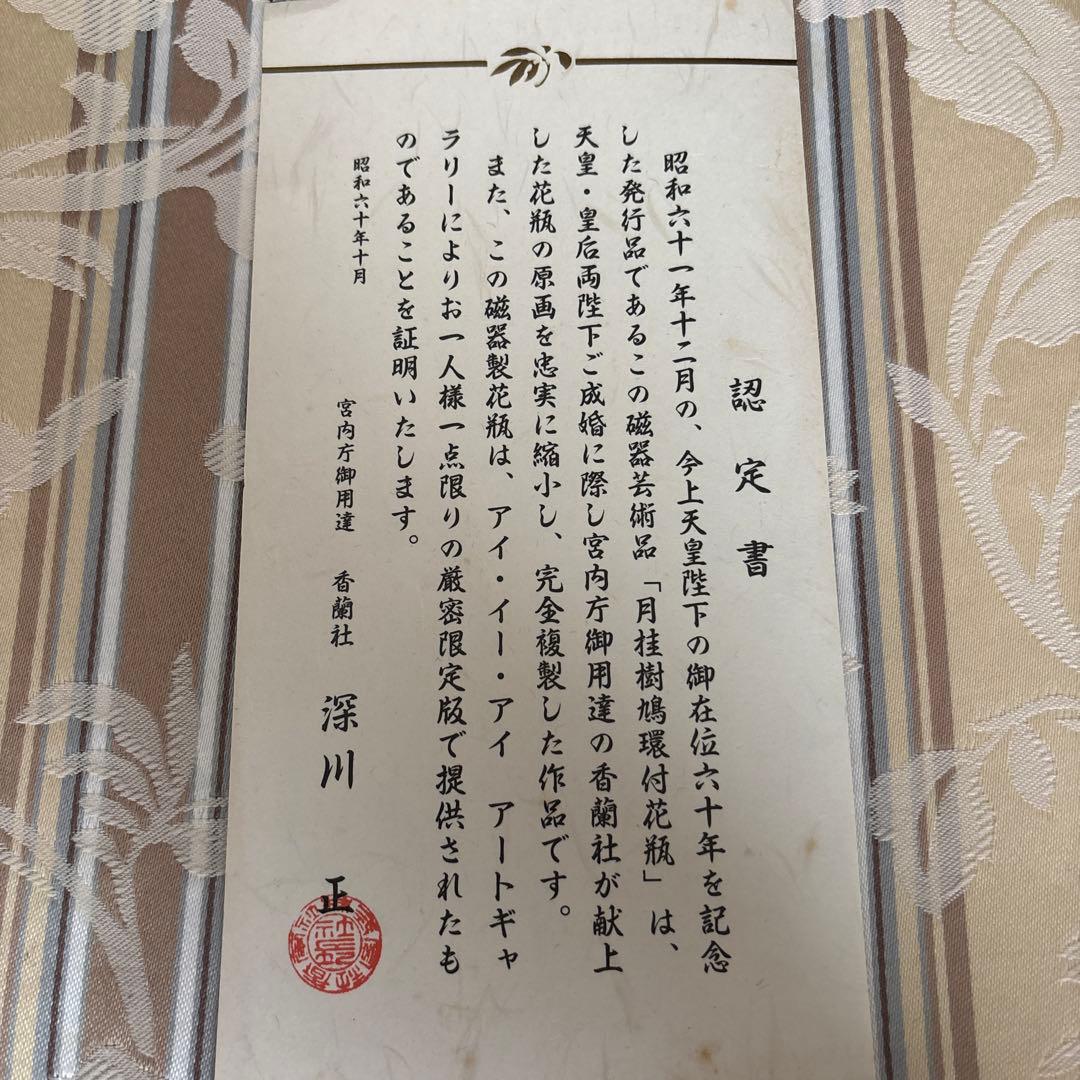 認定書
昭和六十一年十二月の、今上天皇陛下の御在位六十年を記念
した発行品であるこの磁器芸術品「月桂樹鳩環付花瓶」は、
天皇・皇后両陛下ご成婚に際し宮内庁御用達の香蘭社が献上
した花瓶の原画を忠実に縮小し、完全複製した作品です。
また、この磁器製花瓶は、アイ・イー・アイ アートギャ
ラリーによりお一人様一点限りの厳密限定版で提供されたも
のであることを証明いたします。
昭和六十年十月
宮内庁御用達 香蘭社 深川 正